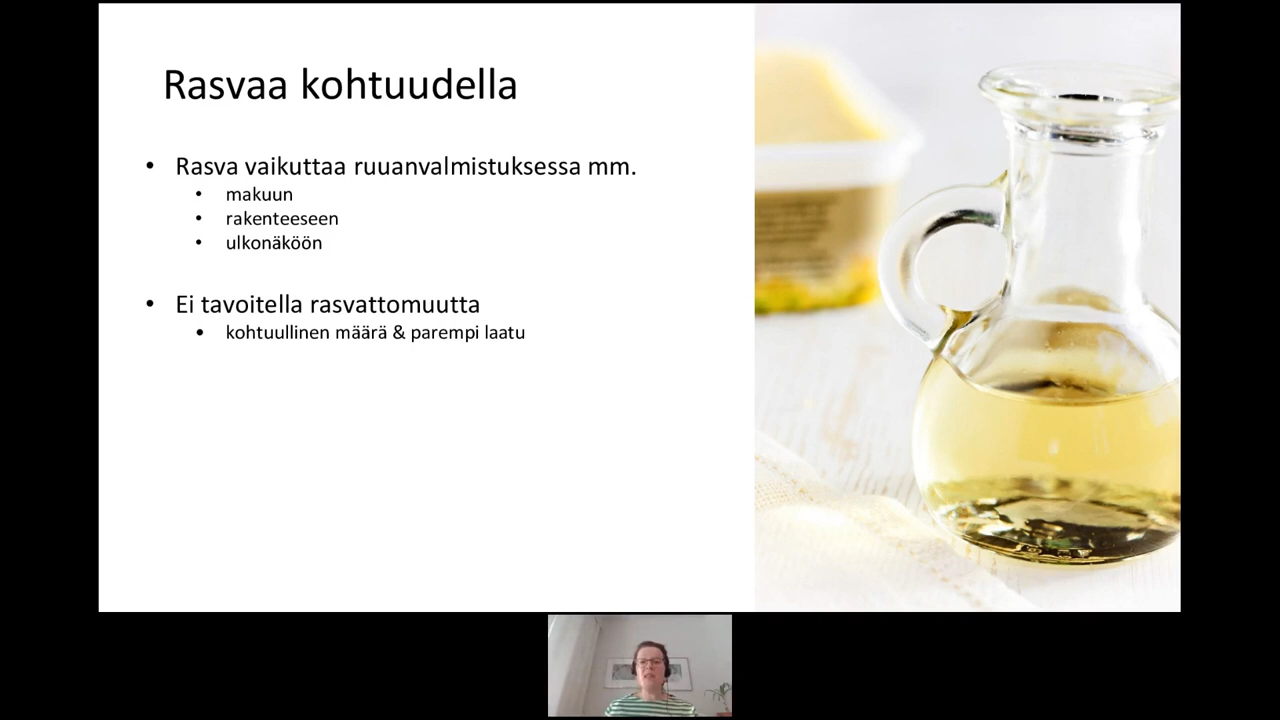 Rasvaa kohtuudella
• Rasva vaikuttaa ruuanvalmistuksessa mm.
• makuun
• rakenteeseen
• ulkonäköön
• Ei tavoitella rasvattomuutta
• kohtuullinen määrä & parempi laatu